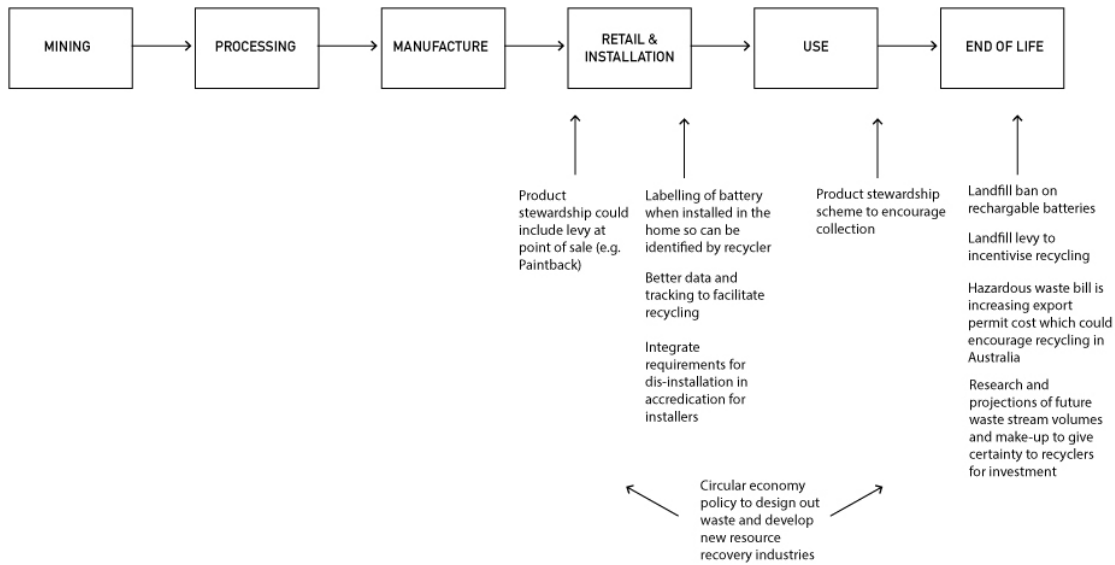 MINING
PROCESSING
MANUFACTURE
RETAIL &
INSTALLATION
USE
END OF LIFE
Product
stewardship could
include levy at
point of sale (e.g.
Paintback)
Labelling of battery
when installed in the
home so can be
identified by recycler
Better data and
tracking to facilitate
recycling
Integrate
requirements for
dis-installation in
accredication for
installers
Product stewardship
scheme to encourage
collection
Landfill ban on
rechargable batteries
Landfill levy to
incentivise recycling
Hazardous waste bill is
increasing export
permit cost which could
encourage recycling in
Australia
Research and
projections of future
waste stream volumes
and make-up to give
certainty to recyclers
for investment
Circular economy
policy to design out
waste and develop
new resource
recovery industries